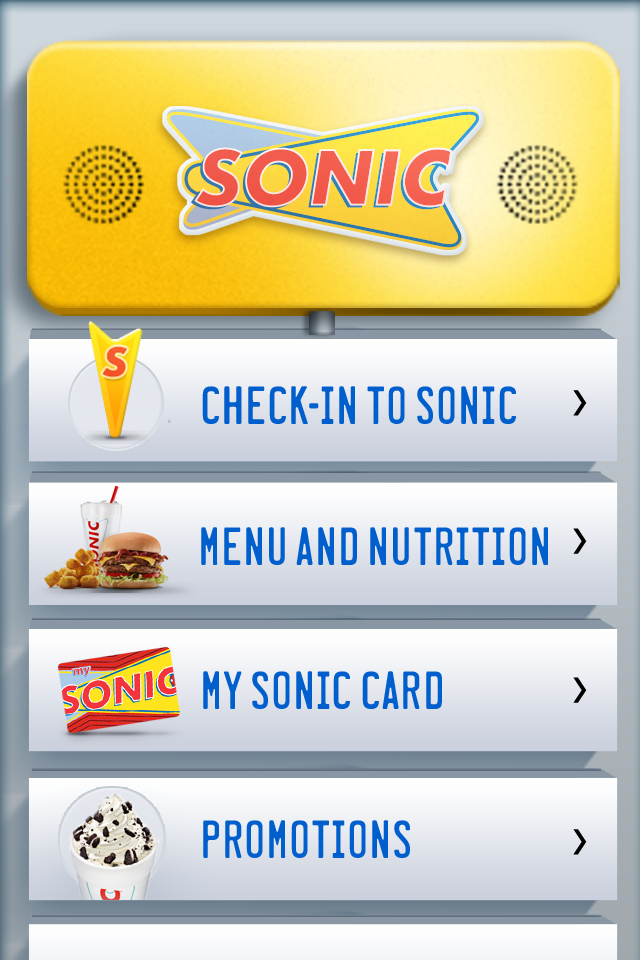 SONIC
S
CHECK-IN TO SONIC
SONIC
MENU AND NUTRITION
my
SONIC
MY SONIC CARD
PROMOTIONS